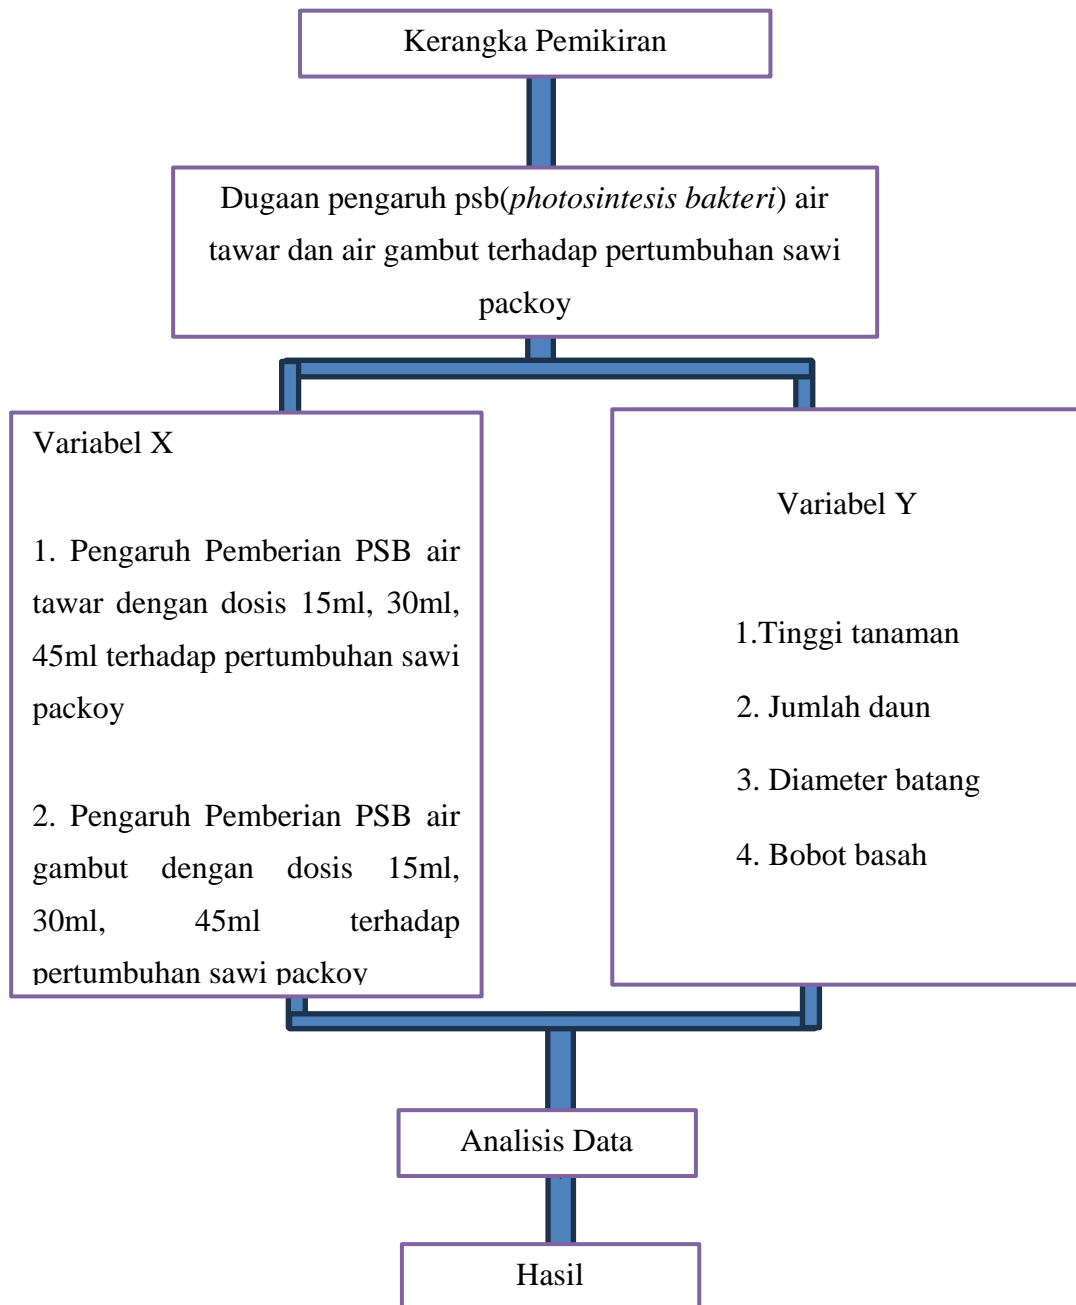 Kerangka Pemikiran
Dugaan pengaruh psb(photosintesis bakteri) air
tawar dan air gambut terhadap pertumbuhan sawi
packoy
Variabel X
1. Pengaruh Pemberian PSB air
tawar dengan dosis 15ml, 30ml,
45ml terhadap pertumbuhan sawi
packoy
2. Pengaruh Pemberian PSB air
gambut dengan dosis 15ml,
30ml, 45ml terhadap
pertumbuhan sawi packoy
Variabel Y
1.Tinggi tanaman
2. Jumlah daun
3. Diameter batang
4. Bobot basah
Analisis Data
Hasil